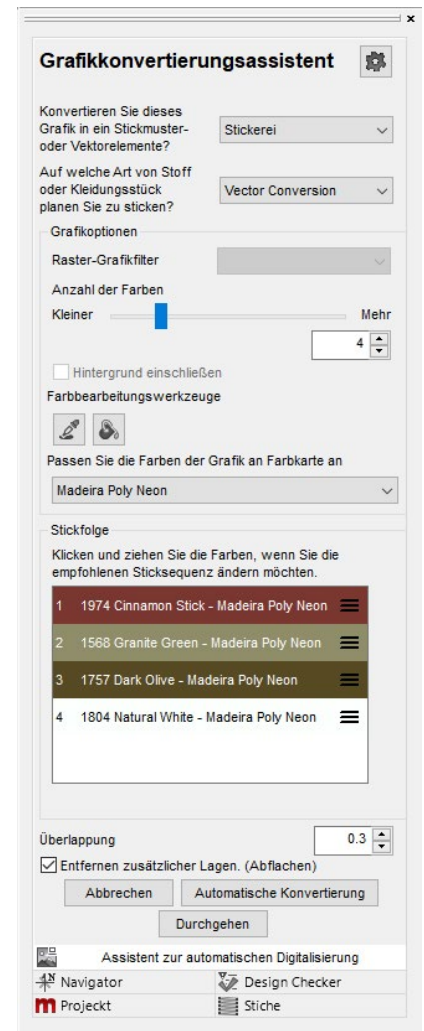 Grafikkonvertierungsassistent
Konvertieren Sie dieses
Grafik in ein Stickmuster-
oder Vektorelemente?
Stickerei
Auf welche Art von Stoff
oder Kleidungsstück
planen Sie zu sticken?
Vector Conversion
Grafikoptionen
Raster-Grafikfilter
Anzahl der Farben
Kleiner Mehr
4
Hintergrund einschließen
Farbbearbeitungswerkzeuge
Passen Sie die Farben der Grafik an Farbkarte an
Madeira Poly Neon
Stickfolge
Klicken und ziehen Sie die Farben, wenn Sie die
empfohlenen Sticksequenz ändern möchten.
1 1974 Cinnamon Stick - Madeira Poly Neon
2 1568 Granite Green - Madeira Poly Neon
3 1757 Dark Olive - Madeira Poly Neon
4 1804 Natural White - Madeira Poly Neon
Überlappung 0.3
Entfernen zusätzlicher Lagen. (Abflachen)
Abbrechen Automatische Konvertierung
Durchgehen
Assistent zur automatischen Digitalisierung
Navigator Design Checker
Projeckt Stiche